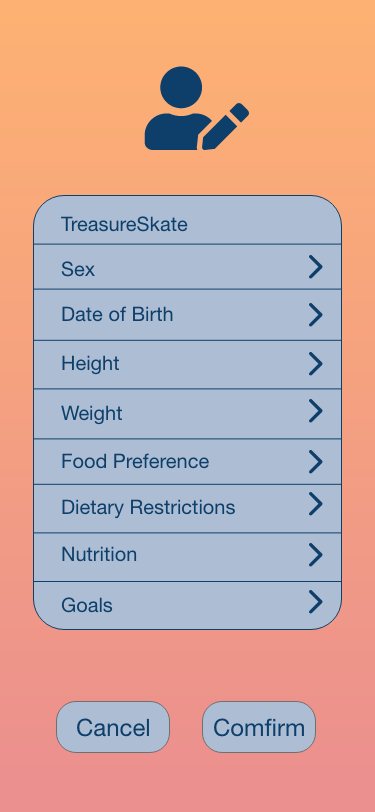 TreasureSkate
Sex
Date of Birth
Height
Weight
Food Preference
Dietary Restrictions
Nutrition
Goals
Cancel
Comfirm